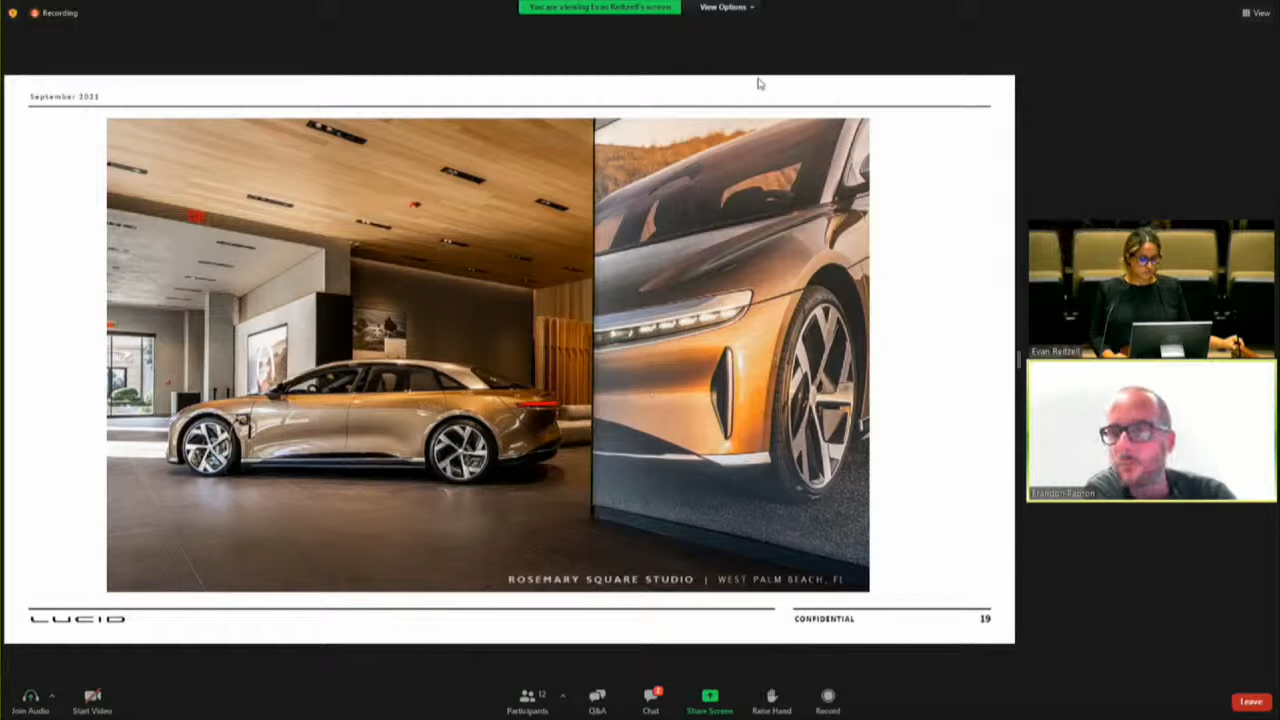 Recording
You are viewing Evan Reitzell's screen
View Options
View
September 2021
ROSEMARY SQUARE STUDIO | WEST PALM BEACH, FL
LUCID
CONFIDENTIAL
19
Evan Reitzell
Brandon
Join Audio
Start Video
Participants
12
Q&A
Chat
2
Share Screen
Raise Hand
Record
Leave